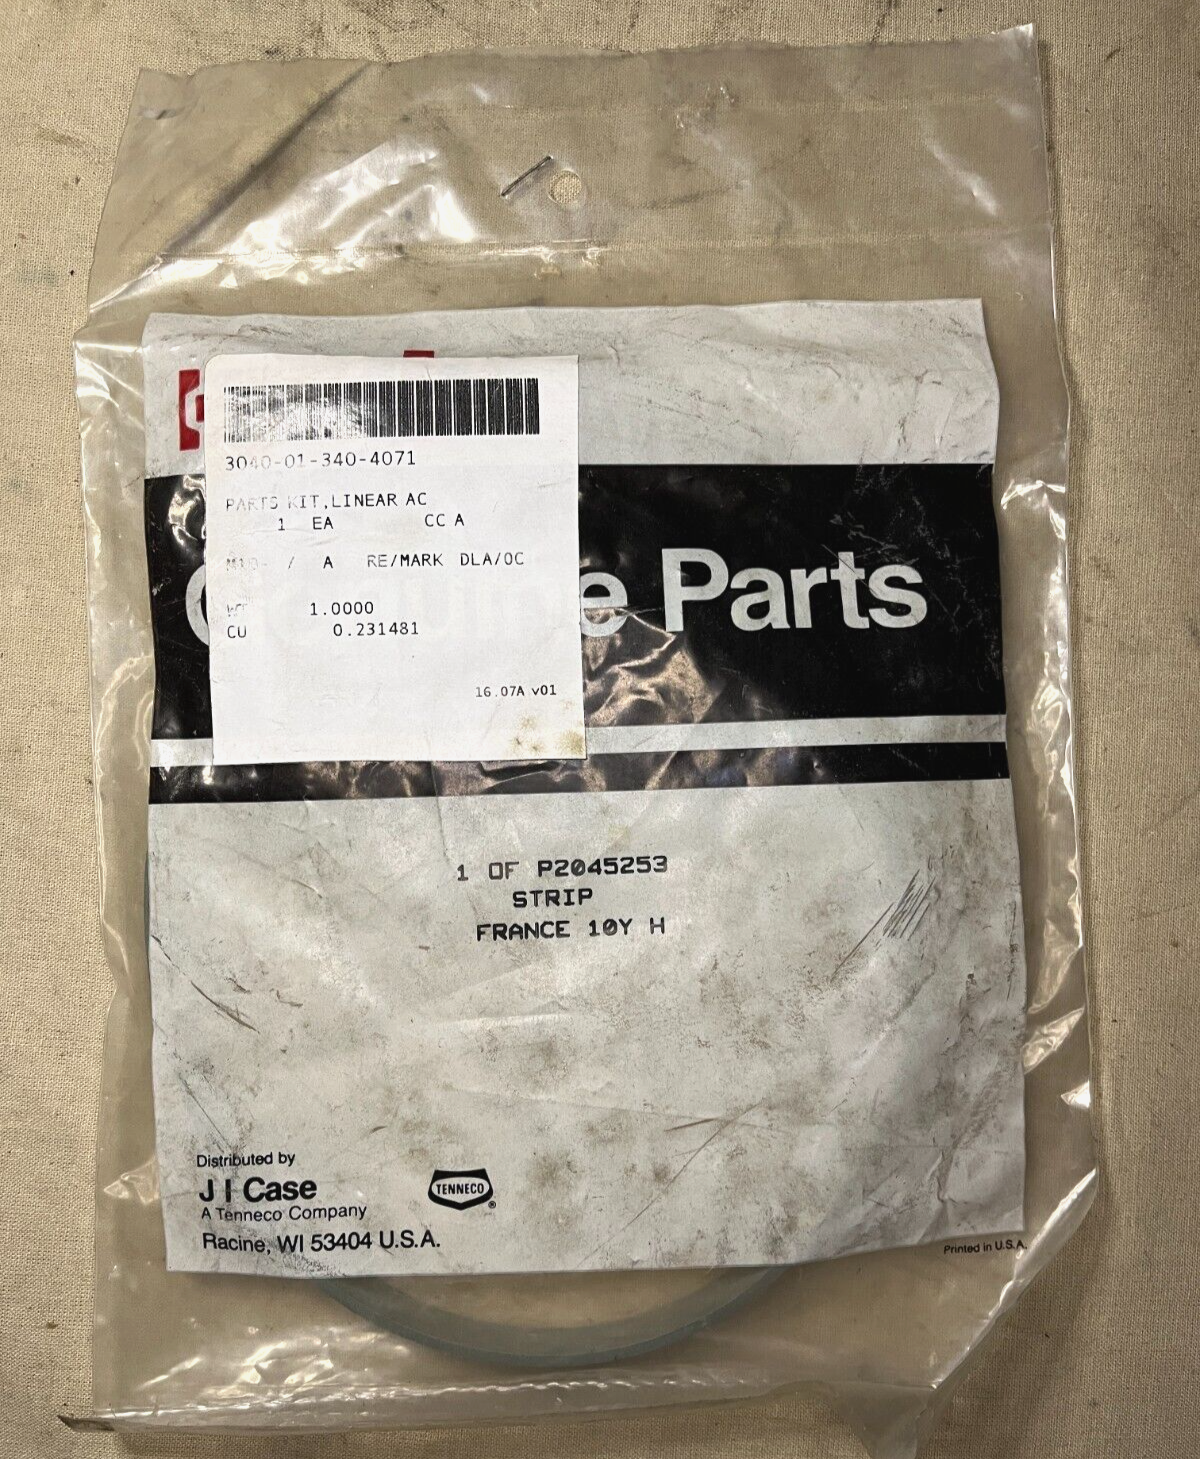 3040-01-340-4071
PARTS KIT,LINEAR AC
1 EA CC A
A RE/MARK DLA/OC
1.0000
CU 0.231481
16.07A v01
Parts
1 OF P2045253
STRIP
FRANCE 10Y H
Distributed by
J I Case
A Tenneco Company
Racine, WI 53404 U.S.A.
TENNECO
®
Printed in U.S.A.